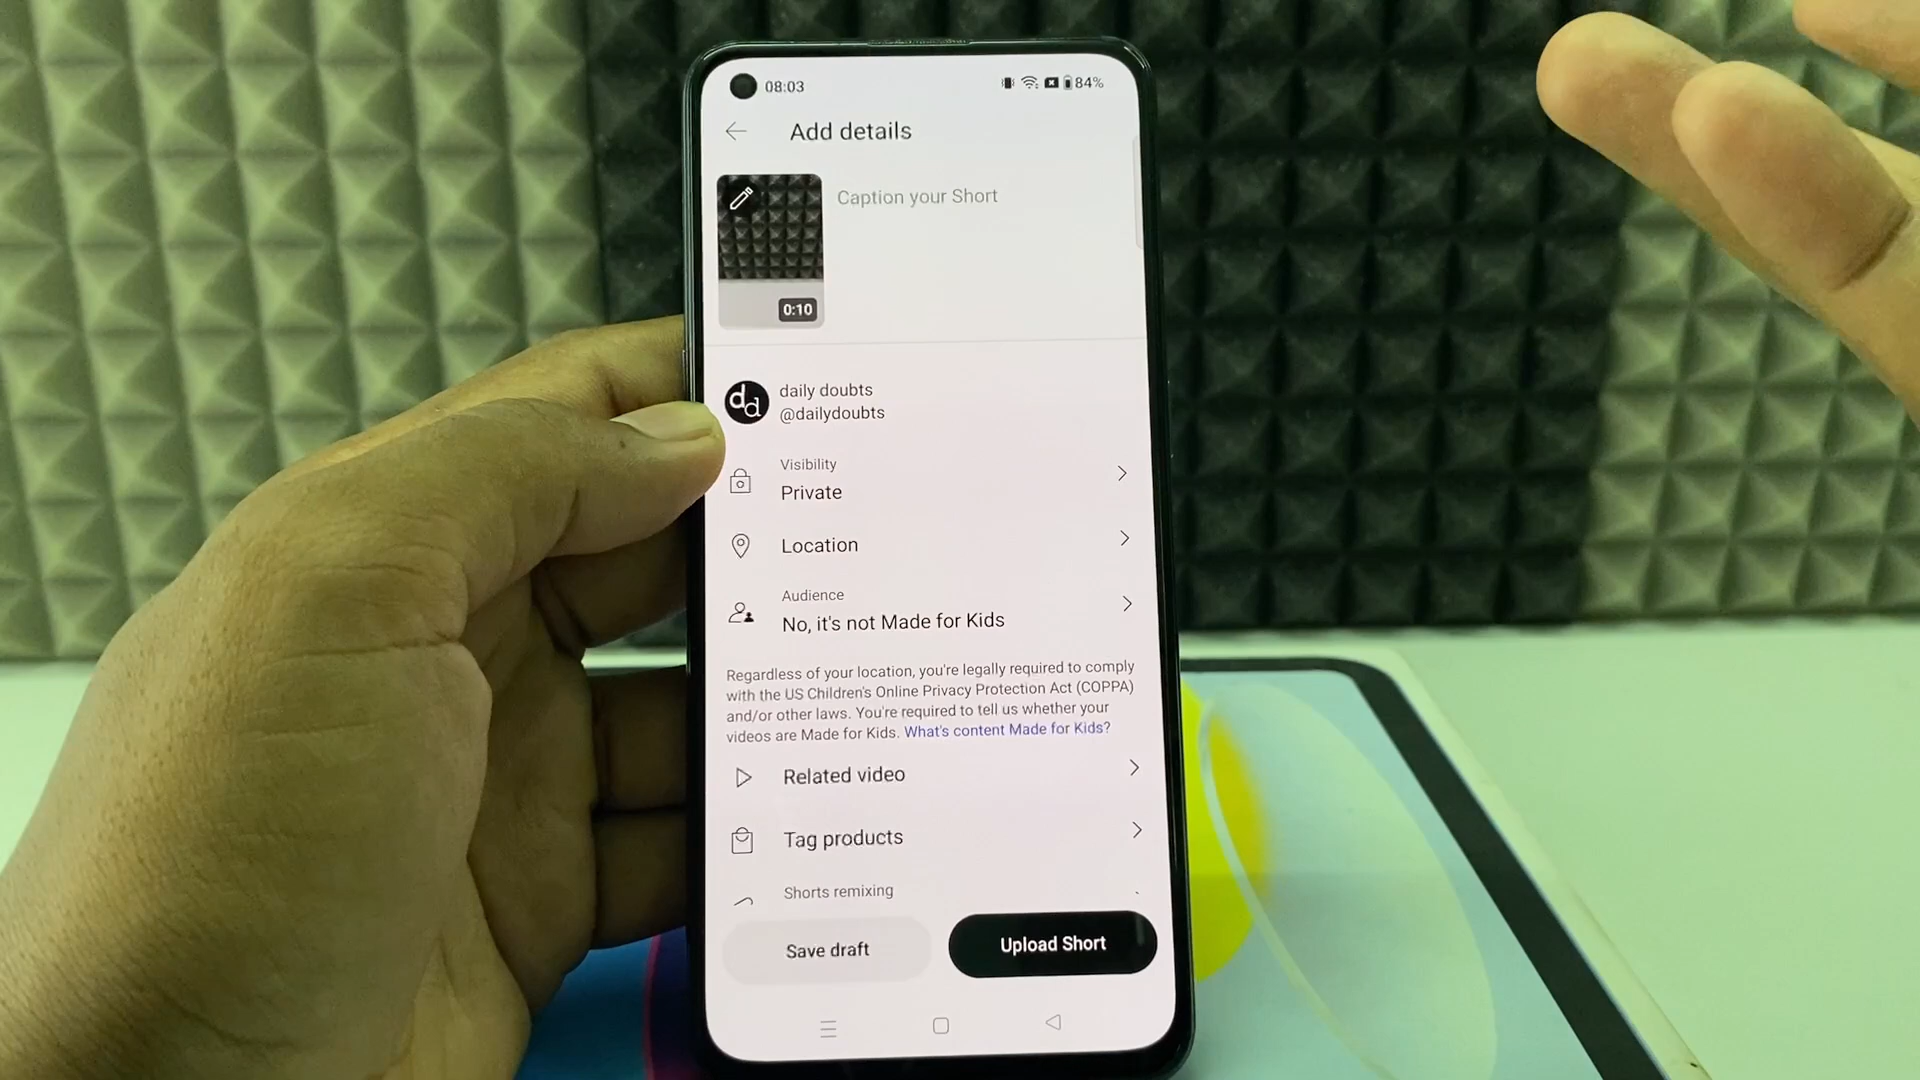 08:03
84%
Add details
Caption your Short
0:10
dd
daily doubts
@dailydoubts
Visibility
Private
Location
Audience
No, it's not Made for Kids
Regardless of your location, you're legally required to comply
with the US Children's Online Privacy Protection Act (COPPA)
and/or other laws. You're required to tell us whether your
videos are Made for Kids. What's content Made for Kids?
Related video
Tag products
Shorts remixing
Save draft
Upload Short